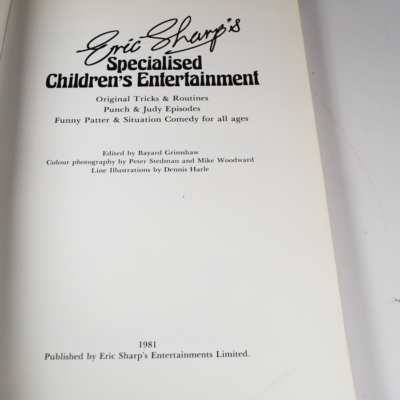 Eric Sharp's
Specialised
Children's Entertainment
Original Tricks & Routines
Punch & Judy Episodes
Funny Patter & Situation Comedy for all ages
Edited by Bayard Grimshaw
Colour photography by Peter Stedman and Mike Woodward
Line Illustrations by Dennis Harle
1981
Published by Eric Sharp's Entertainments Limited.